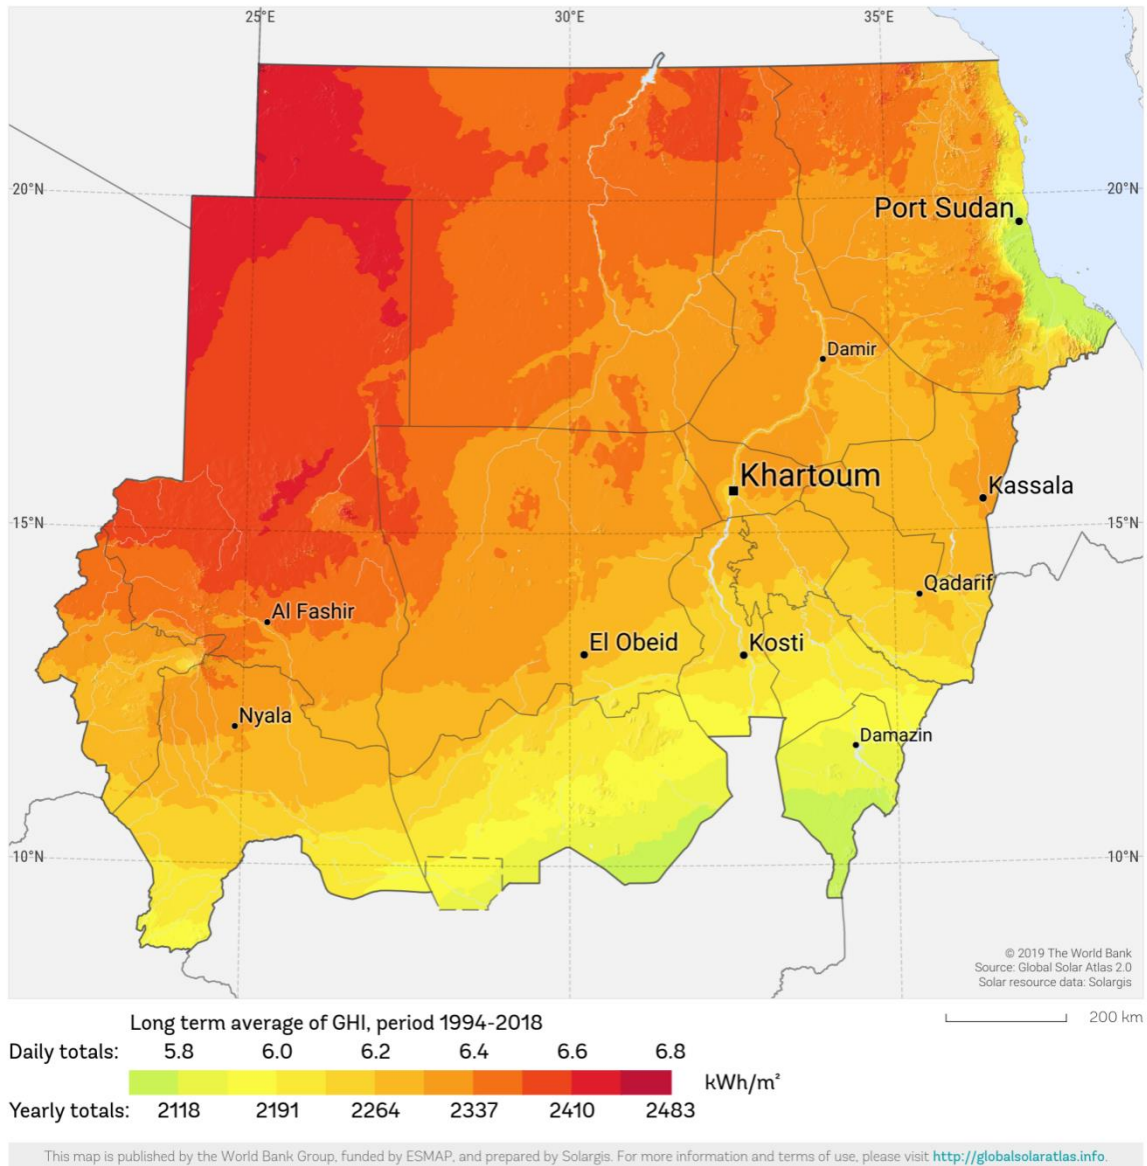 25°E 30°E 35°E
20°N 20°N
Port Sudan
Damir
Khartoum
Kassala
15°N 15°N
Qadarif
Al Fashir
El Obeid Kosti
Nyala
Damazin
10°N 10°N
© 2019 The World Bank
Source: Global Solar Atlas 2.0
Solar resource data: Solargis
200 km
Long term average of GHI, period 1994-2018
Daily totals: 5.8 6.0 6.2 6.4 6.6 6.8
kWh/m²
Yearly totals: 2118 2191 2264 2337 2410 2483
This map is published by the World Bank Group, funded by ESMAP, and prepared by Solargis. For more information and terms of use, please visit http://globalsolaratlas.info.